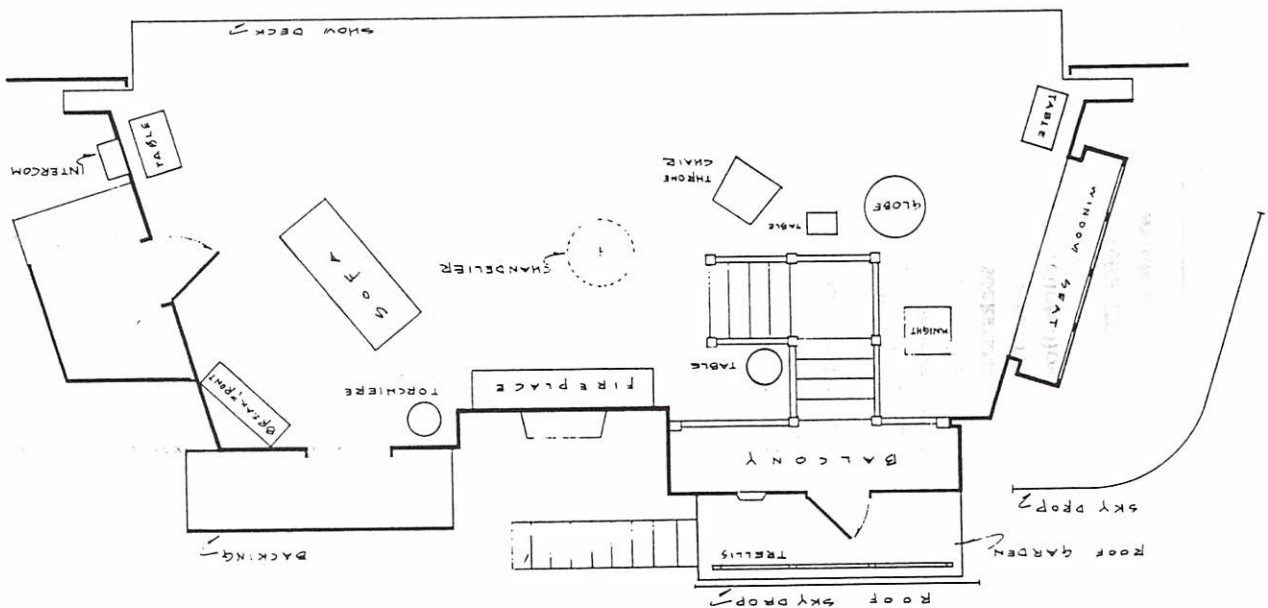 ROOF SKY DROP
ROOF GARDEN
TRELLIS
SKY DROP
BACKING
BALCONY
BREAKFRONT
TORCHIERE
FIREPLACE
TABLE
KNIGHT
SOFA
CHANDELIER
WINDOW SEAT
TABLE
GLOBE
THRONE
CHAIR
INTERCOM
TABLE
TABLE
SHOW DECK